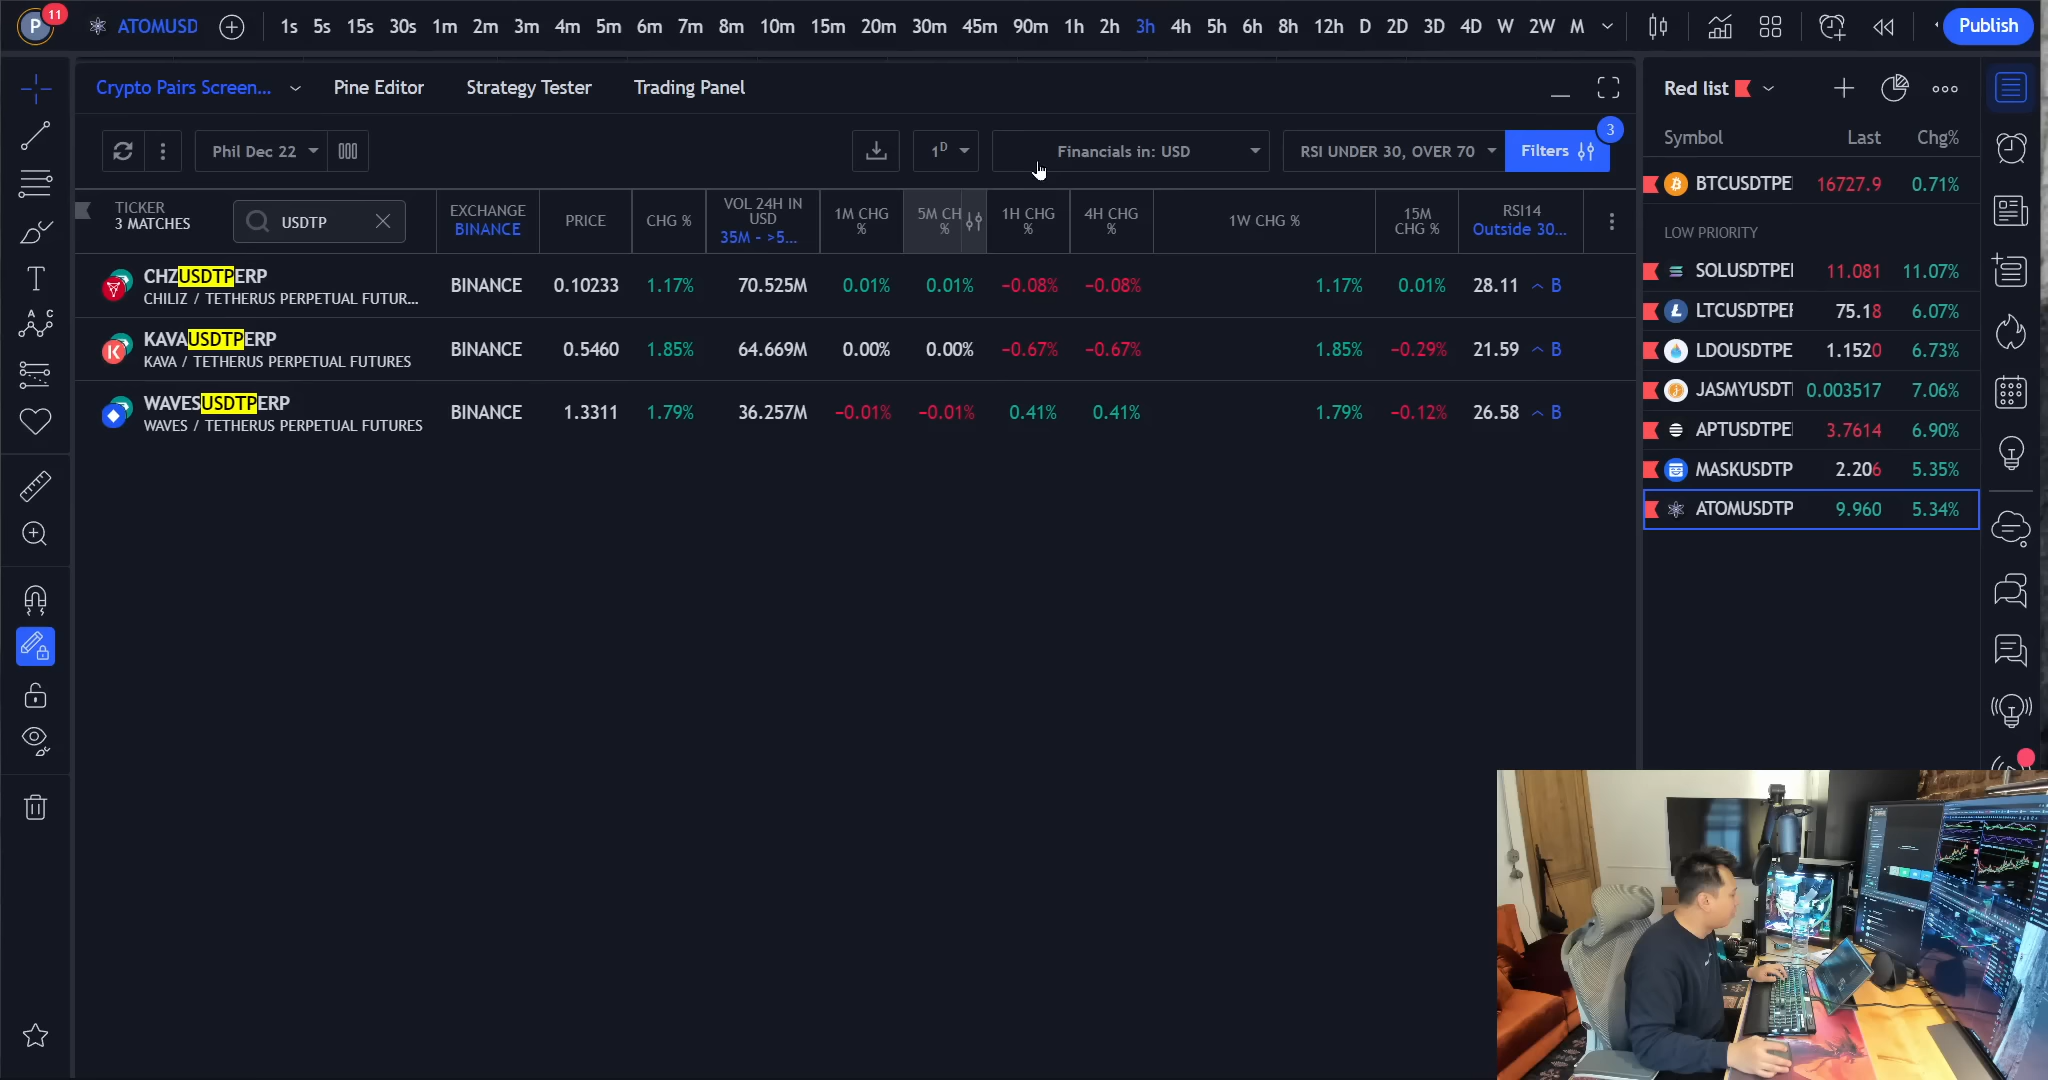 P
11
ATOMUSD
1s 5s 15s 30s 1m 2m 3m 4m 5m 6m 7m 8m 10m 15m 20m 30m 45m 90m 1h 2h 3h 4h 5h 6h 8h 12h D 2D 3D 4D W 2W M
Publish
Crypto Pairs Screen... Pine Editor Strategy Tester Trading Panel
Phil Dec 22
1D
Financials in: USD
RSI UNDER 30, OVER 70
Filters
3
TICKER
3 MATCHES
USDTP
EXCHANGE
BINANCE
PRICE
CHG %
VOL 24H IN
USD
35M - >5...
1M CHG
%
5M CH
%
1H CHG
%
4H CHG
%
1W CHG %
15M
CHG %
RSI14
Outside 30...
CHZUSDTPERP
CHILIZ / TETHERUS PERPETUAL FUTUR...
BINANCE 0.10233 1.17% 70.525M 0.01% 0.01% −0.08% −0.08% 1.17% 0.01% 28.11 B
KAVAUSDTPERP
KAVA / TETHERUS PERPETUAL FUTURES
BINANCE 0.5460 1.85% 64.669M 0.00% 0.00% −0.67% −0.67% 1.85% −0.29% 21.59 B
WAVESUSDTPERP
WAVES / TETHERUS PERPETUAL FUTURES
BINANCE 1.3311 1.79% 36.257M −0.01% −0.01% 0.41% 0.41% 1.79% −0.12% 26.58 B
Red list
Symbol Last Chg%
BTCUSDTPE 16727.9 0.71%
LOW PRIORITY
SOLUSDTPE 11.081 11.07%
LTCUSDTPE 75.18 6.07%
LDOUSDTPE 1.1520 6.73%
JASMYUSDT 0.003517 7.06%
APTUSDTPE 3.7614 6.90%
MASKUSDTP 2.206 5.35%
ATOMUSDTP 9.960 5.34%